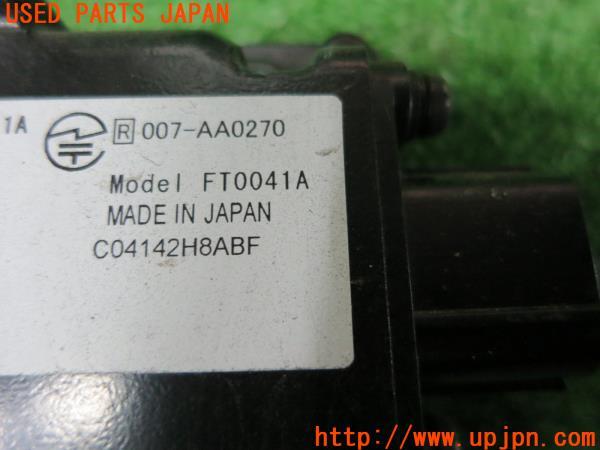 USED PARTS JAPAN
1A
R 007-AA0270
Model FT0041A
MADE IN JAPAN
C04142H8ABF
http://www.upjpn.com/